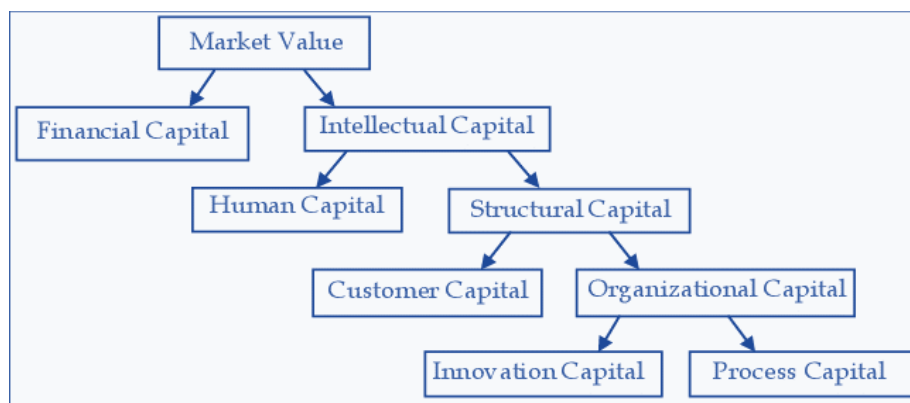 Market Value
Financial Capital
Intellectual Capital
Human Capital
Structural Capital
Customer Capital
Organizational Capital
Innovation Capital
Process Capital